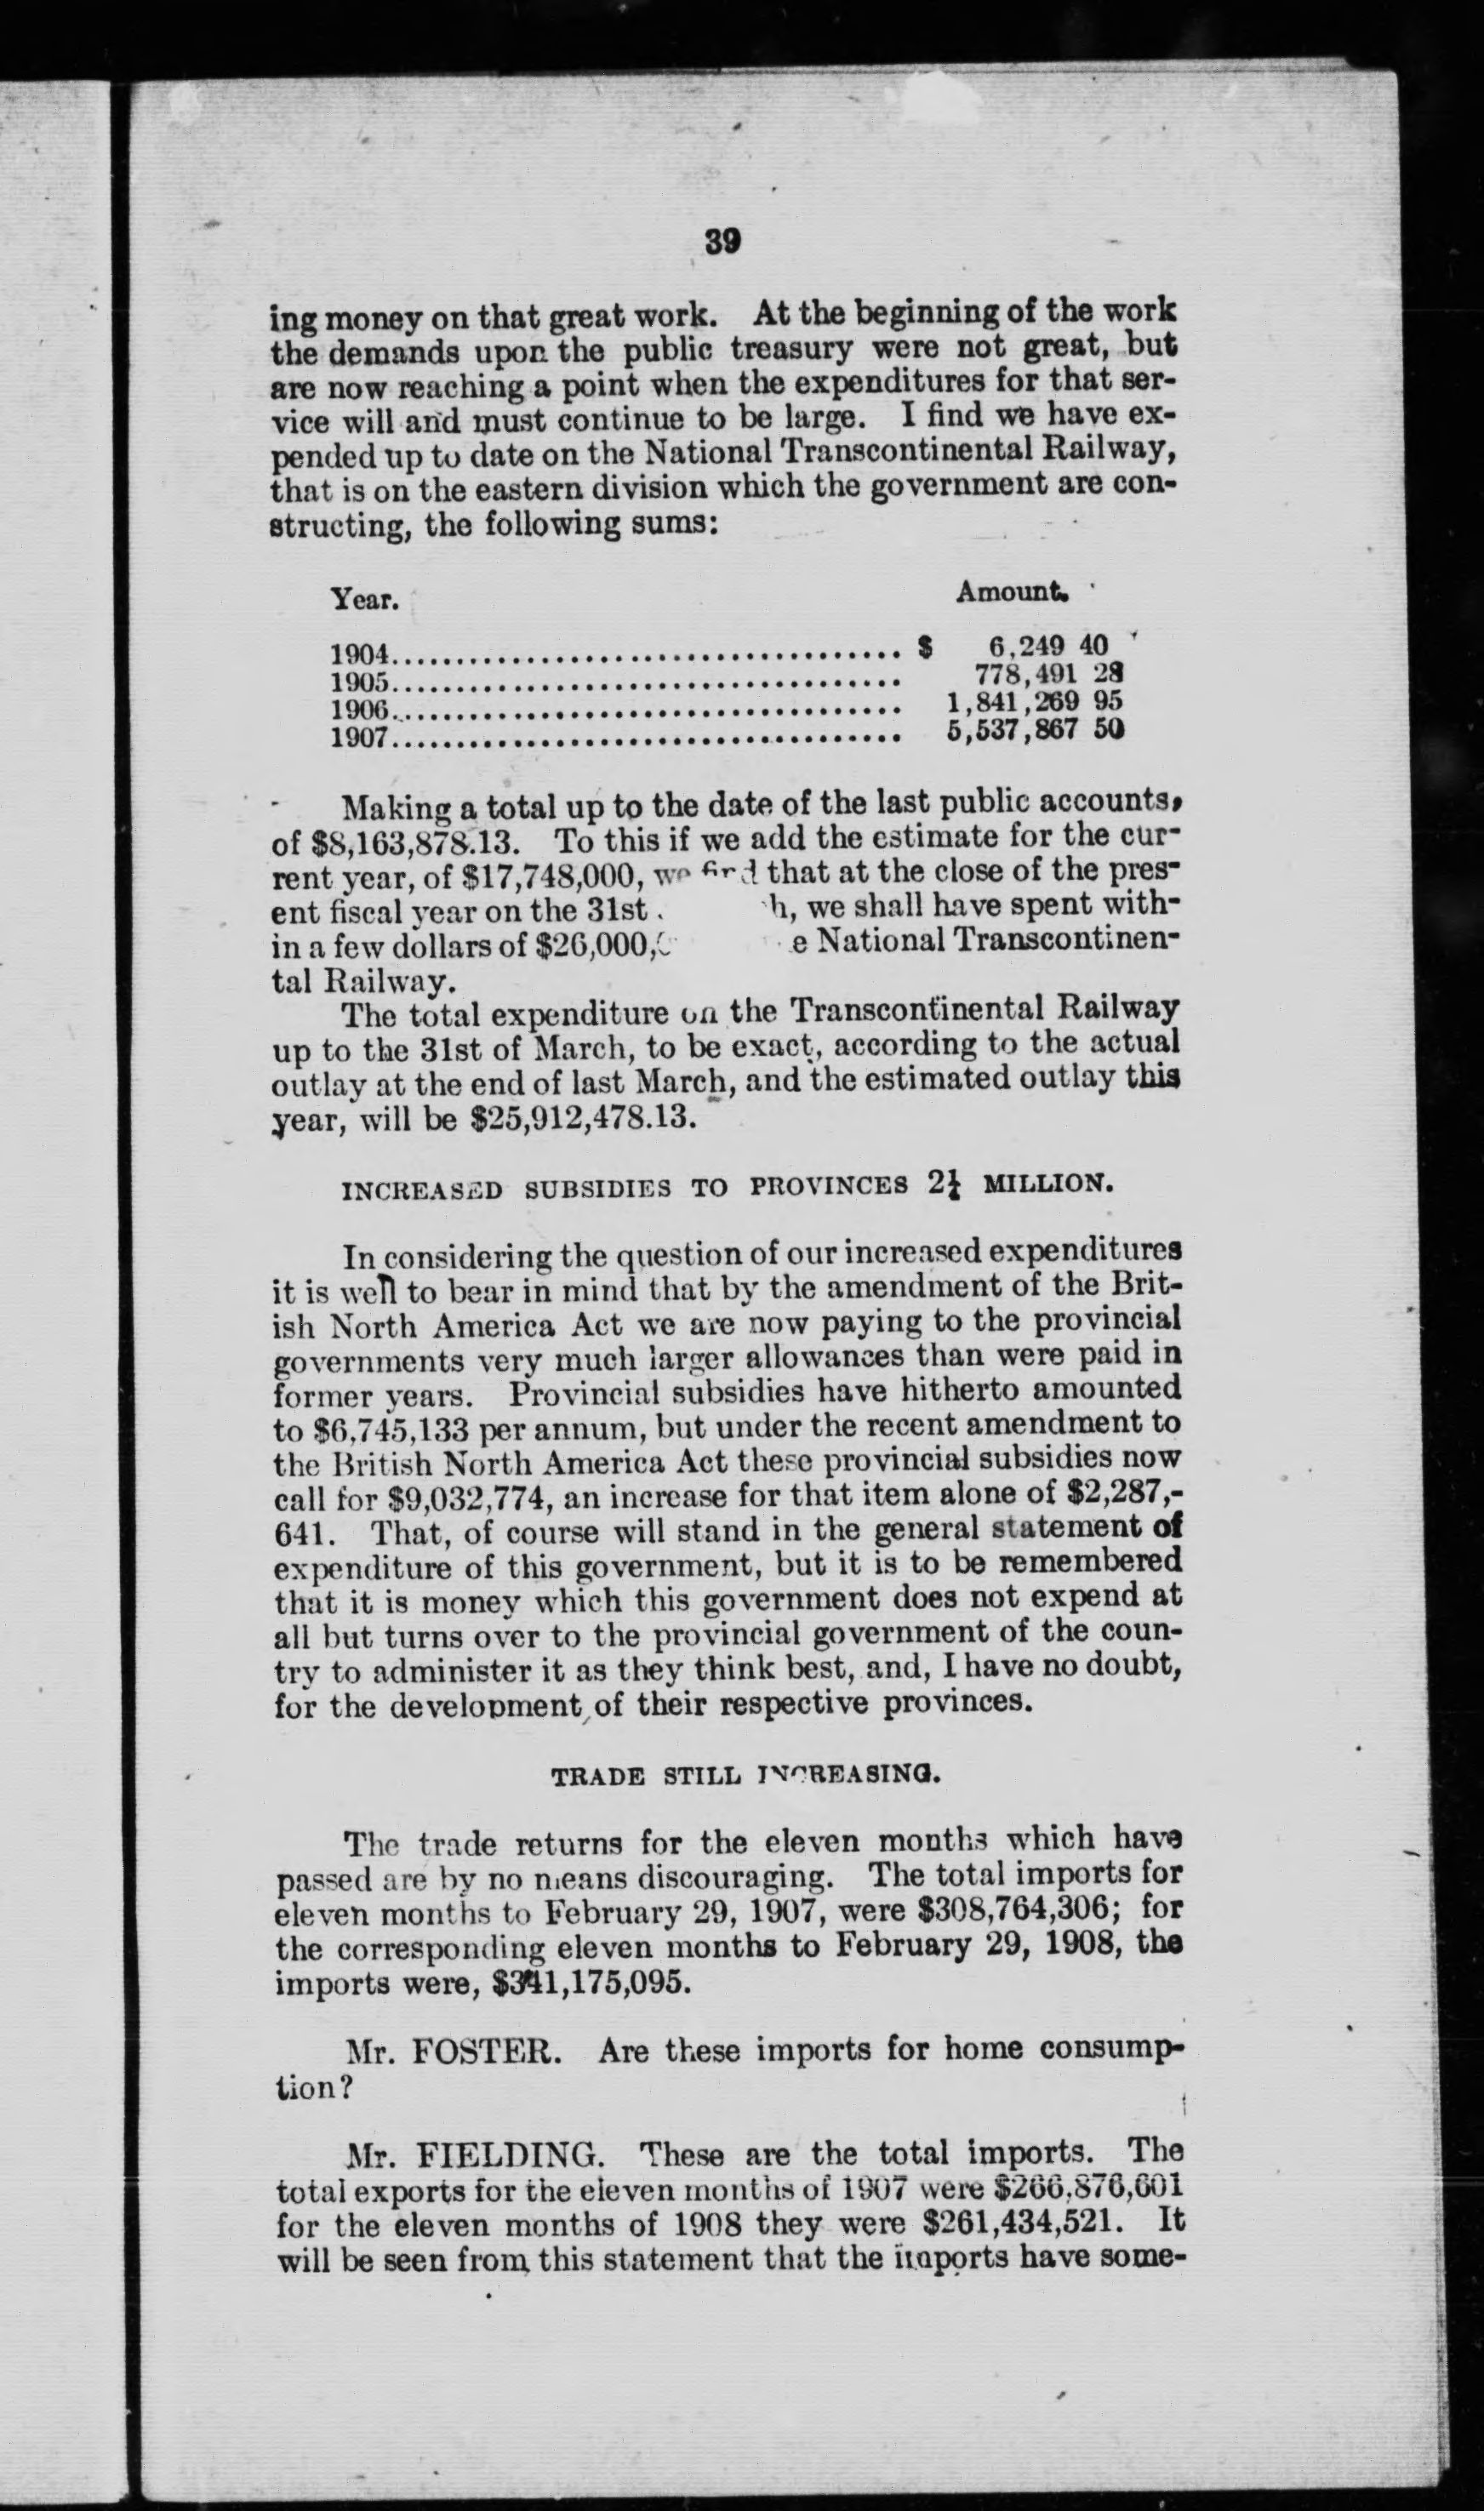 39
ing money on that great work. At the beginning of the work
the demands upon the public treasury were not great, but
are now reaching a point when the expenditures for that ser-
vice will and must continue to be large. I find we have ex-
pended up to date on the National Transcontinental Railway,
that is on the eastern division which the government are con-
structing, the following sums:
Year. Amount.
1904...................................... $ 6,249 40
1905...................................... 778,491 28
1906...................................... 1,841,269 95
1907...................................... 5,537,867 50
Making a total up to the date of the last public accounts,
of $8,163,878.13. To this if we add the estimate for the cur-
rent year, of $17,748,000, we find that at the close of the pres-
ent fiscal year on the 31st h, we shall have spent with-
in a few dollars of $26,000, e National Transcontinen-
tal Railway.
The total expenditure on the Transcontinental Railway
up to the 31st of March, to be exact, according to the actual
outlay at the end of last March, and the estimated outlay this
year, will be $25,912,478.13.
INCREASED SUBSIDIES TO PROVINCES 2¼ MILLION.
In considering the question of our increased expenditures
it is well to bear in mind that by the amendment of the Brit-
ish North America Act we are now paying to the provincial
governments very much larger allowances than were paid in
former years. Provincial subsidies have hitherto amounted
to $6,745,133 per annum, but under the recent amendment to
the British North America Act these provincial subsidies now
call for $9,032,774, an increase for that item alone of $2,287,-
641. That, of course will stand in the general statement of
expenditure of this government, but it is to be remembered
that it is money which this government does not expend at
all but turns over to the provincial government of the coun-
try to administer it as they think best, and, I have no doubt,
for the development of their respective provinces.
TRADE STILL INCREASING.
The trade returns for the eleven months which have
passed are by no means discouraging. The total imports for
eleven months to February 29, 1907, were $308,764,306; for
the corresponding eleven months to February 29, 1908, the
imports were, $341,175,095.
Mr. FOSTER. Are these imports for home consump-
tion?
Mr. FIELDING. These are the total imports. The
total exports for the eleven months of 1907 were $266,876,601
for the eleven months of 1908 they were $261,434,521. It
will be seen from this statement that the imports have some-